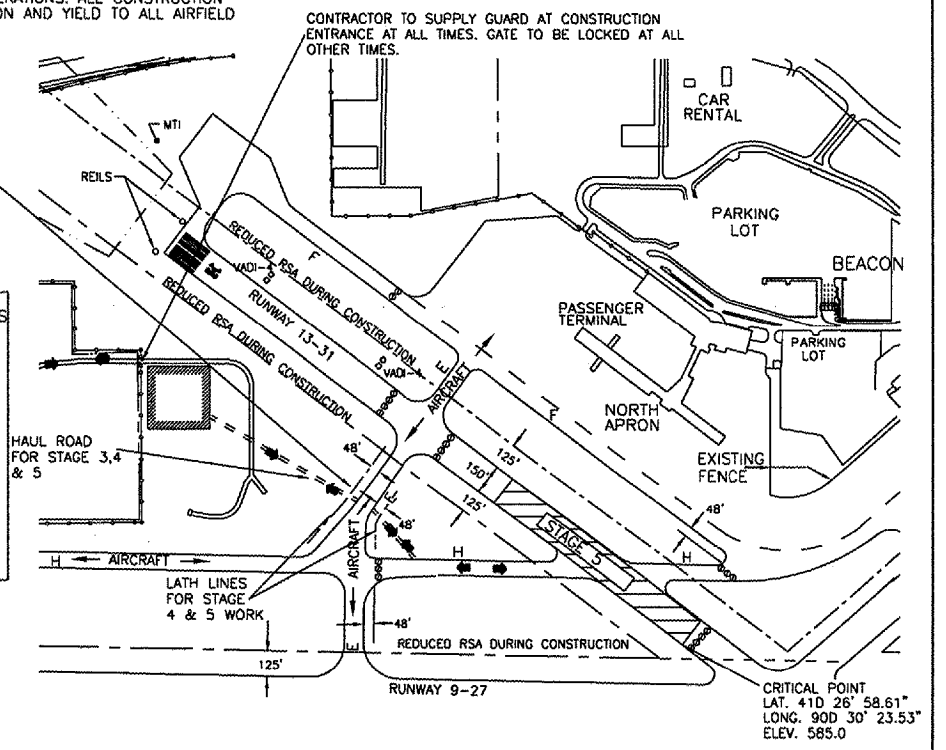 ERATIONS. ALL CONSTRUCTION
ON AND YIELD TO ALL AIRFIELD
CONTRACTOR TO SUPPLY GUARD AT CONSTRUCTION
ENTRANCE AT ALL TIMES. GATE TO BE LOCKED AT ALL
OTHER TIMES.
CAR
RENTAL
MTI
REILS
PARKING
LOT
REDUCED RSA DURING CONSTRUCTION
F
VADI-4
RUNWAY 13-31
VADI-4
REDUCED RSA DURING CONSTRUCTION
BEACON
S
PASSENGER
TERMINAL
PARKING
LOT
E
AIRCRAFT
F
NORTH
APRON
HAUL ROAD
FOR STAGE 3,4
& 5
48'
125'
150'
125'
EXISTING
FENCE
E
48'
48'
STAGE 5
H
AIRCRAFT
H
H
AIRCRAFT
LATH LINES
FOR STAGE
4 & 5 WORK
48'
E
REDUCED RSA DURING CONSTRUCTION
125'
RUNWAY 9-27
CRITICAL POINT
LAT. 41D 26' 58.61"
LONG. 90D 30' 23.53"
ELEV. 585.0